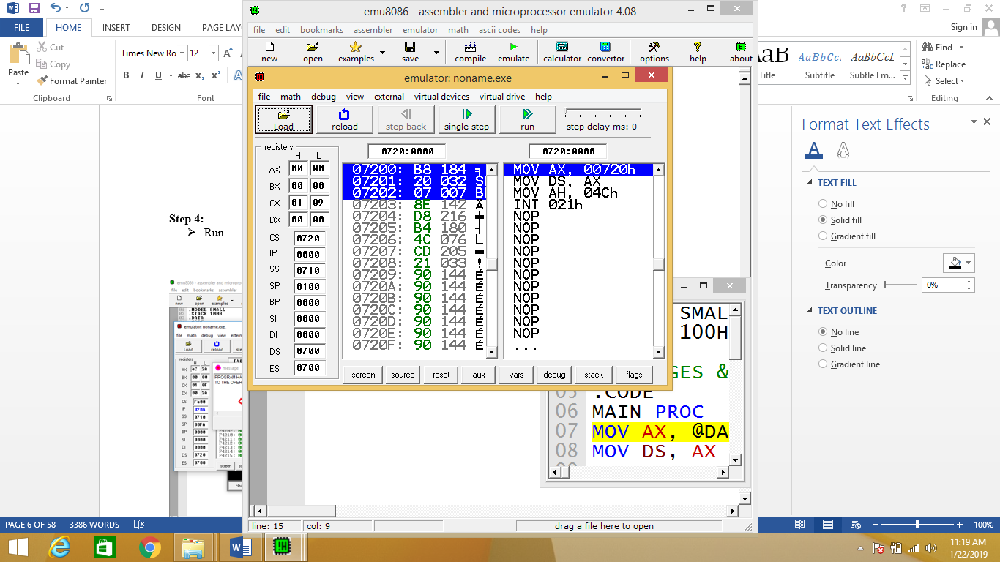 emu8086 - assembler and microprocessor emulator 4.08
FILE HOME INSERT DESIGN PAGE LAY
Sign in
file edit bookmarks assembler emulator math ascii codes help
new open examples save compile emulate calculator convertor options help about
Paste
Cut
Copy
Format Painter
Clipboard
Times New Ro 12
B I U abc x2 x2 A
Font
AaB AaBbCcI AaBbCcI
Title Subtitle Subtle Em...
Find
Replace
Select
Editing
emulator: noname.exe_
file math debug view external virtual devices virtual drive help
Load reload step back single step run step delay ms: 0
registers
H L
AX 00 00
BX 00 00
CX 01 09
DX 00 00
CS 0720
IP 0000
SS 0710
SP 0100
BP 0000
SI 0000
DI 0000
DS 0700
ES 0700
0720:0000 0720:0000
07200: B8 184 ╕
07201: 20 032 S
07202: 07 007 B
07203: 8E 142 Ä
07204: D8 216 ╪
07205: B4 180 ┤
07206: 4C 076 L
07207: CD 205 =
07208: 21 033 !
07209: 90 144 É
0720A: 90 144 É
0720B: 90 144 É
0720C: 90 144 É
0720D: 90 144 É
0720E: 90 144 É
0720F: 90 144 É
MOV AX, 00720h
MOV DS, AX
MOV AH, 04Ch
INT 021h
NOP
NOP
NOP
NOP
NOP
NOP
NOP
NOP
NOP
NOP
NOP
...
screen source reset aux vars debug stack flags
Step 4:
➢ Run
emu8086 - assembler and microproc
file edit bookmarks assembler
new open examples
.MODEL SMALL
.STACK 100H
.DATA
emulator: noname.exe_
file math debug view extern
Load reload
registers
H L
AX 4C 2A
BX 00 00
CX 01 0F
DX 00 2A
CS F400
IP 0204
SS 0710
SP 00FA
BP 0000
SI 0000
DI 0000
DS 0720
ES 0700
message
PROGRAM HA
TO THE OPER
screen
SMAL
100H
GES &
05 .CODE
06 MAIN PROC
07 MOV AX, @DA
08 MOV DS, AX
line: 15 col: 9 drag a file here to open
Format Text Effects
TEXT FILL
No fill
Solid fill
Gradient fill
Color
Transparency 0%
TEXT OUTLINE
No line
Solid line
Gradient line
PAGE 6 OF 58 3386 WORDS
100%
11:19 AM
1/22/2019